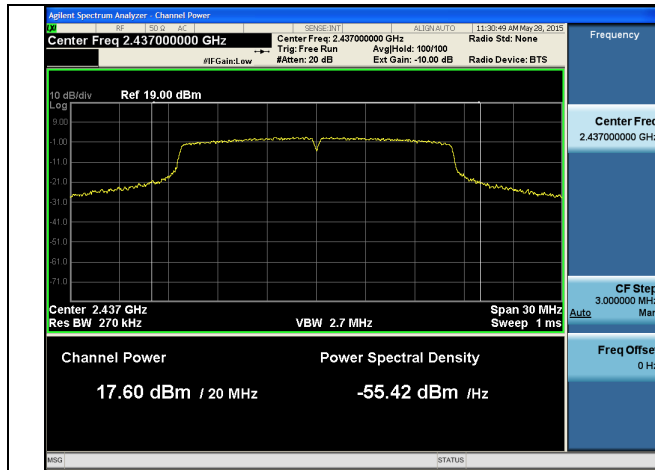 Agilent Spectrum Analyzer - Channel Power
RF 50 Ω AC SENSE:INT ALIGN AUTO 11:30:49 AM May 28, 2015
Center Freq 2.437000000 GHz
Center Freq: 2.437000000 GHz
Radio Std: None
Trig: Free Run Avg|Hold: 100/100
#IFGain:Low
#Atten: 20 dB Ext Gain: -10.00 dB Radio Device: BTS
Frequency
10 dB/div Ref 19.00 dBm
Log
9.00
-1.00
-11.0
-21.0
-31.0
-41.0
-51.0
-61.0
-71.0
Center 2.437 GHz Span 30 MHz
Res BW 270 kHz VBW 2.7 MHz Sweep 1 ms
Channel Power
Power Spectral Density
17.60 dBm / 20 MHz
-55.42 dBm /Hz
Center Freq
2.437000000 GHz
CF Step
3.000000 MHz
Auto Man
Freq Offset
0 Hz
MSG STATUS